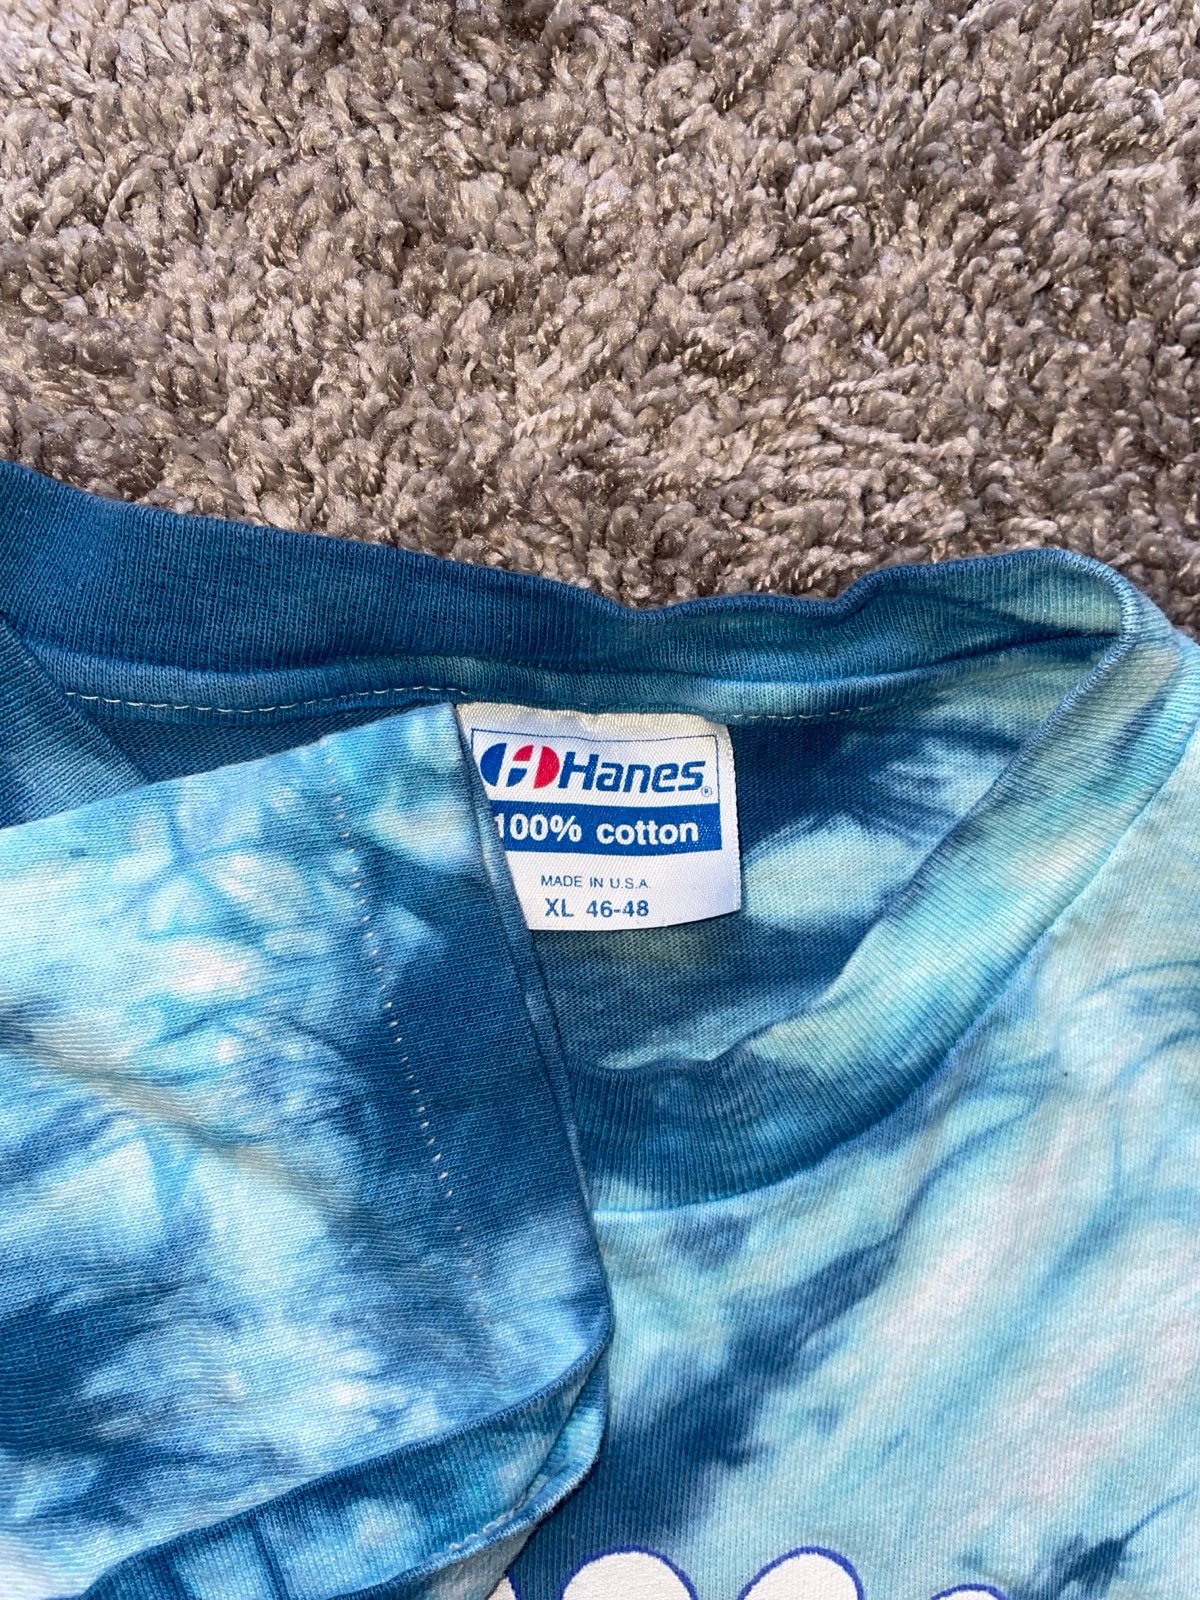 Hanes®
100% cotton
MADE IN U.S.A.
XL 46-48